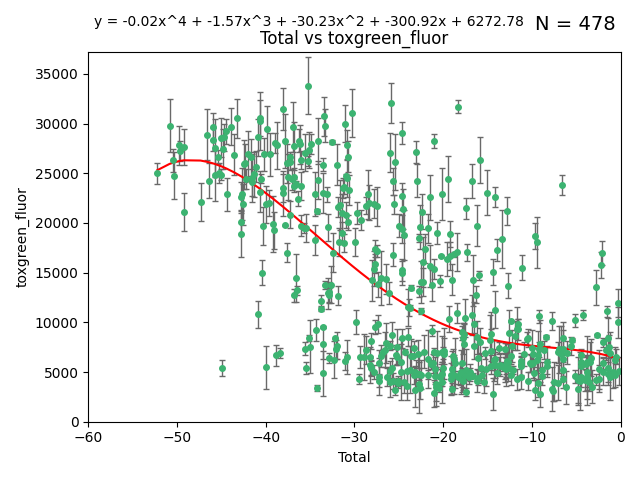 y = -0.02x^4 + -1.57x^3 + -30.23x^2 + -300.92x + 6272.78 N = 478
Total vs toxgreen_fluor
35000
30000
25000
20000
15000
10000
5000
0
toxgreen_fluor
−60 −50 −40 −30 −20 −10 0
Total